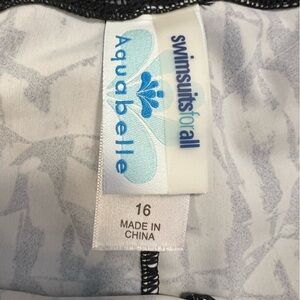 swimsuitsforall
Aquabelle
16
MADE IN
CHINA